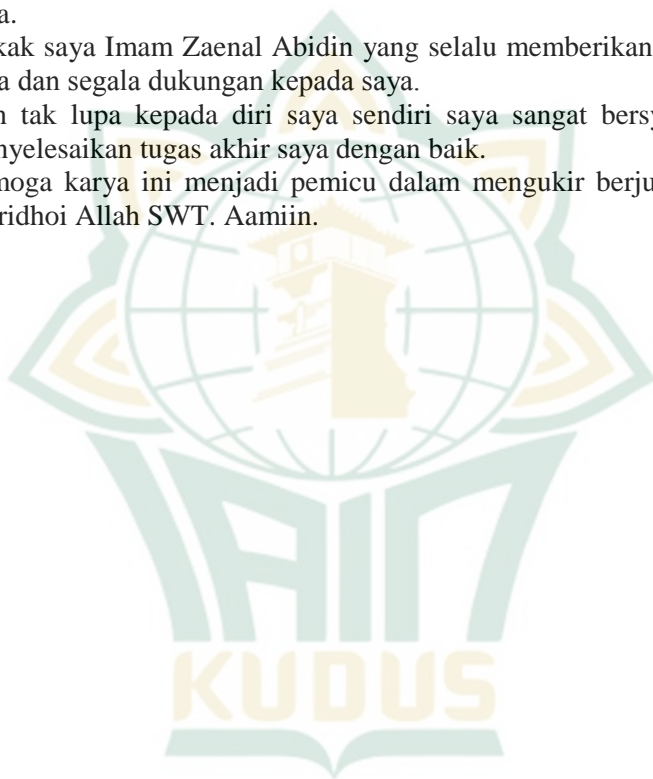 a.
kak saya Imam Zaenal Abidin yang selalu memberikan
a dan segala dukungan kepada saya.
n tak lupa kepada diri saya sendiri saya sangat bersy
nyelesaikan tugas akhir saya dengan baik.
moga karya ini menjadi pemicu dalam mengukir berju
ridhoi Allah SWT. Aamiin.
IAIN
KUDUS